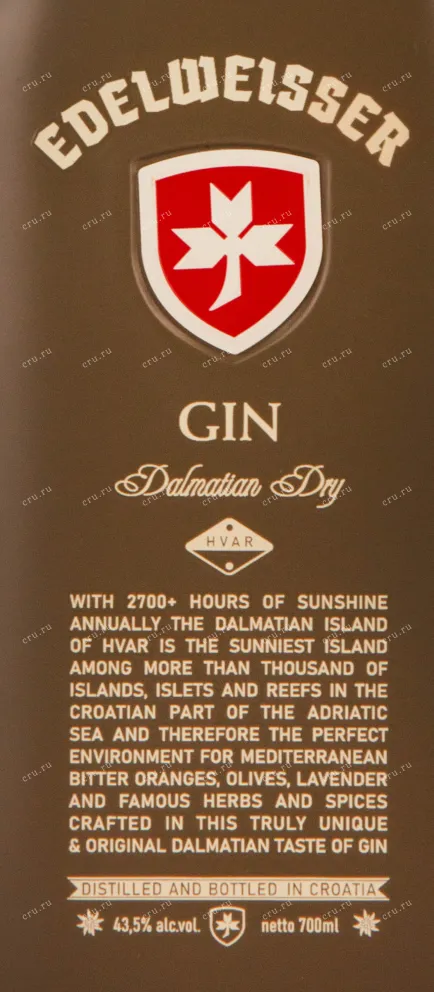 EDELWEISSER
GIN
Dalmatian Dry
HVAR
WITH 2700+ HOURS OF SUNSHINE
ANNUALLY THE DALMATIAN ISLAND
OF HVAR IS THE SUNNIEST ISLAND
AMONG MORE THAN THOUSAND OF
ISLANDS, ISLETS AND REEFS IN THE
CROATIAN PART OF THE ADRIATIC
SEA AND THEREFORE THE PERFECT
ENVIRONMENT FOR MEDITERRANEAN
BITTER ORANGES, OLIVES, LAVENDER
AND FAMOUS HERBS AND SPICES
CRAFTED IN THIS TRULY UNIQUE
& ORIGINAL DALMATIAN TASTE OF GIN
DISTILLED AND BOTTLED IN CROATIA
43,5% alc.vol. netto 700ml
cru.ru